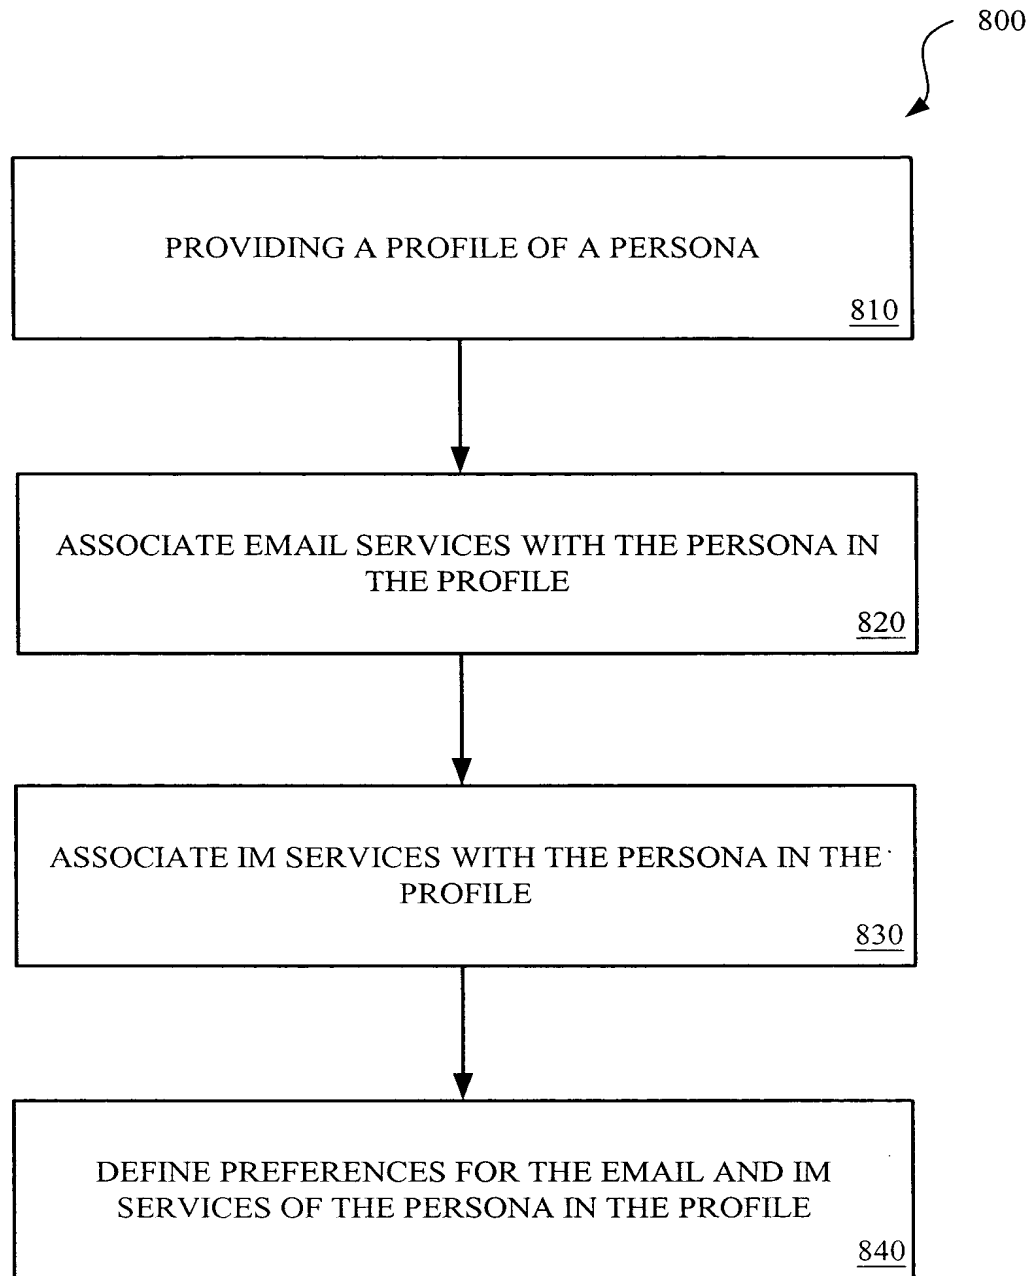 800
PROVIDING A PROFILE OF A PERSONA
810
ASSOCIATE EMAIL SERVICES WITH THE PERSONA IN
THE PROFILE
820
ASSOCIATE IM SERVICES WITH THE PERSONA IN THE
PROFILE
830
DEFINE PREFERENCES FOR THE EMAIL AND IM
SERVICES OF THE PERSONA IN THE PROFILE
840